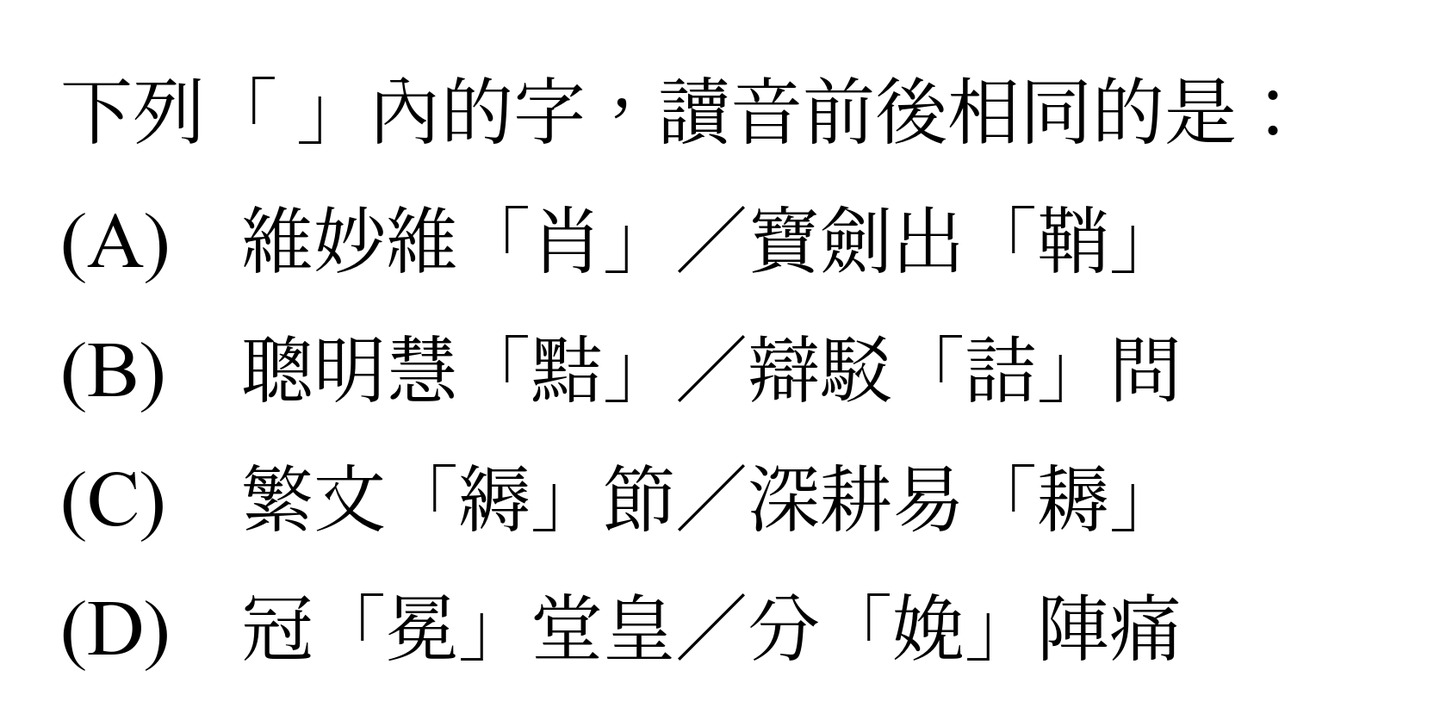 下列「 」內的字，讀音前後相同的是：
(A) 維妙維「肖」／寶劍出「鞘」
(B) 聰明慧「黠」／辯駁「詰」問
(C) 繁文「縟」節／深耕易「耨」
(D) 冠「冕」堂皇／分「娩」陣痛